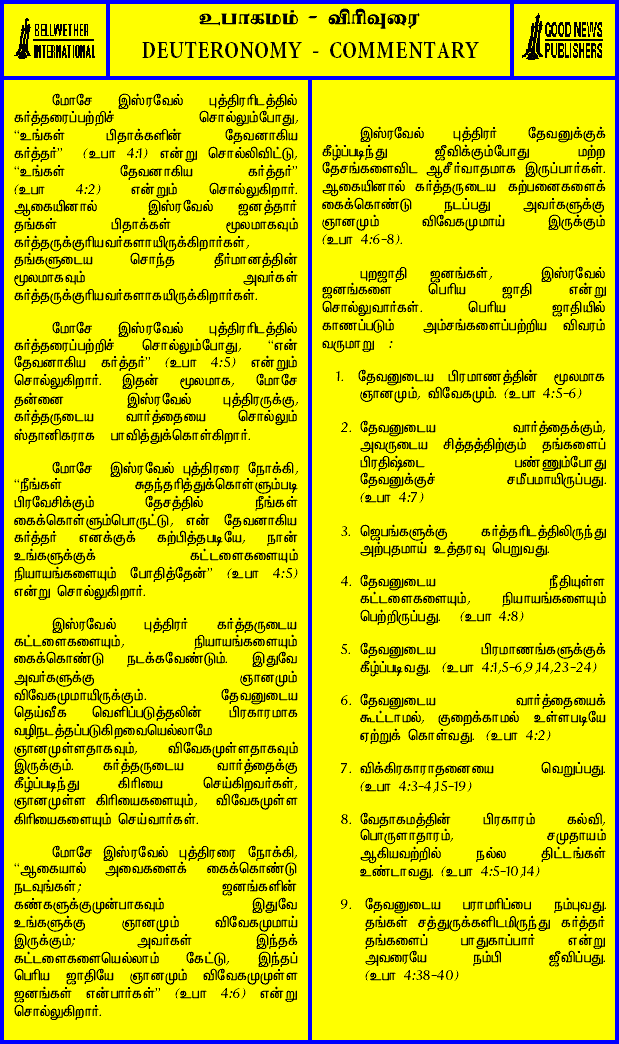 BELLWETHER
INTERNATIONAL
உபாகமம் - விரிவுரை
DEUTERONOMY - COMMENTARY
GOOD NEWS
PUBLISHERS
மோசே இஸ்ரவேல் புத்திரரிடத்தில்
கர்த்தரைப்பற்றிச் சொல்லும்போது,
“உங்கள் பிதாக்களின் தேவனாகிய
கர்த்தர்” (உபா 4:1) என்று சொல்லிவிட்டு,
“உங்கள் தேவனாகிய கர்த்தர்”
(உபா 4:2) என்றும் சொல்லுகிறார்.
ஆகையினால் இஸ்ரவேல் ஜனத்தார்
தங்கள் பிதாக்கள் மூலமாகவும்
கர்த்தருக்குரியவர்களாயிருக்கிறார்கள்,
தங்களுடைய சொந்த தீர்மானத்தின்
மூலமாகவும் அவர்கள்
கர்த்தருக்குரியவர்களாகயிருக்கிறார்கள்.
மோசே இஸ்ரவேல் புத்திரரிடத்தில்
கர்த்தரைப்பற்றிச் சொல்லும்போது, “என்
தேவனாகிய கர்த்தர்” (உபா 4:5) என்றும்
சொல்லுகிறார். இதன் மூலமாக, மோசே
தன்னை இஸ்ரவேல் புத்திரருக்கு,
கர்த்தருடைய வார்த்தையை சொல்லும்
ஸ்தானிகராக பாவித்துக்கொள்கிறார்.
மோசே இஸ்ரவேல் புத்திரரை நோக்கி,
“நீங்கள் சுதந்தரித்துக்கொள்ளும்படி
பிரவேசிக்கும் தேசத்தில் நீங்கள்
கைக்கொள்ளும்பொருட்டு, என் தேவனாகிய
கர்த்தர் எனக்குக் கற்பித்தபடியே, நான்
உங்களுக்குக் கட்டளைகளையும்
நியாயங்களையும் போதித்தேன்” (உபா 4:5)
என்று சொல்லுகிறார்.
இஸ்ரவேல் புத்திரர் கர்த்தருடைய
கட்டளைகளையும், நியாயங்களையும்
கைக்கொண்டு நடக்கவேண்டும். இதுவே
அவர்களுக்கு ஞானமும்
விவேகமுமாயிருக்கும். தேவனுடைய
தெய்வீக வெளிப்படுத்தலின் பிரகாரமாக
வழிநடத்தப்படுகிறவையெல்லாமே
ஞானமுள்ளதாகவும், விவேகமுள்ளதாகவும்
இருக்கும். கர்த்தருடைய வார்த்தைக்கு
கீழ்ப்படிந்து கிரியை செய்கிறவர்கள்,
ஞானமுள்ள கிரியைகளையும், விவேகமுள்ள
கிரியைகளையும் செய்வார்கள்.
மோசே இஸ்ரவேல் புத்திரரை நோக்கி,
“ஆகையால் அவைகளைக் கைக்கொண்டு
நடவுங்கள்; ஜனங்களின்
கண்களுக்குமுன்பாகவும் இதுவே
உங்களுக்கு ஞானமும் விவேகமுமாய்
இருக்கும்; அவர்கள் இந்தக்
கட்டளைகளையெல்லாம் கேட்டு, இந்தப்
பெரிய ஜாதியே ஞானமும் விவேகமுமுள்ள
ஜனங்கள் என்பார்கள்” (உபா 4:6) என்று
சொல்லுகிறார்.
இஸ்ரவேல் புத்திரர் தேவனுக்குக்
கீழ்ப்படிந்து ஜீவிக்கும்போது மற்ற
தேசங்களைவிட ஆசீர்வாதமாக இருப்பார்கள்.
ஆகையினால் கர்த்தருடைய கற்பனைகளைக்
கைக்கொண்டு நடப்பது அவர்களுக்கு
ஞானமும் விவேகமுமாய் இருக்கும்
(உபா 4:6-8).
புறஜாதி ஜனங்கள், இஸ்ரவேல்
ஜனங்களை பெரிய ஜாதி என்று
சொல்லுவார்கள். பெரிய ஜாதியில்
காணப்படும் அம்சங்களைப்பற்றிய விவரம்
வருமாறு :
1. தேவனுடைய பிரமாணத்தின் மூலமாக
ஞானமும், விவேகமும். (உபா 4:5-6)
2. தேவனுடைய வார்த்தைக்கும்,
அவருடைய சித்தத்திற்கும் தங்களைப்
பிரதிஷ்டை பண்ணும்போது
தேவனுக்குச் சமீபமாயிருப்பது.
(உபா 4:7)
3. ஜெபங்களுக்கு கர்த்தரிடத்திலிருந்து
அற்புதமாய் உத்தரவு பெறுவது.
4. தேவனுடைய நீதியுள்ள
கட்டளைகளையும், நியாயங்களையும்
பெற்றிருப்பது. (உபா 4:8)
5. தேவனுடைய பிரமாணங்களுக்குக்
கீழ்ப்படிவது. (உபா 4:1,5-6,9,14,23-24)
6. தேவனுடைய வார்த்தையைக்
கூட்டாமல், குறைக்காமல் உள்ளபடியே
ஏற்றுக் கொள்வது. (உபா 4:2)
7. விக்கிரகாராதனையை வெறுப்பது.
(உபா 4:3-4,15-19)
8. வேதாகமத்தின் பிரகாரம் கல்வி,
பொருளாதாரம், சமுதாயம்
ஆகியவற்றில் நல்ல திட்டங்கள்
உண்டாவது. (உபா 4:5-10,14)
9. தேவனுடைய பராமரிப்பை நம்புவது.
தங்கள் சத்துருக்களிடமிருந்து கர்த்தர்
தங்களைப் பாதுகாப்பார் என்று
அவரையே நம்பி ஜீவிப்பது.
(உபா 4:38-40)